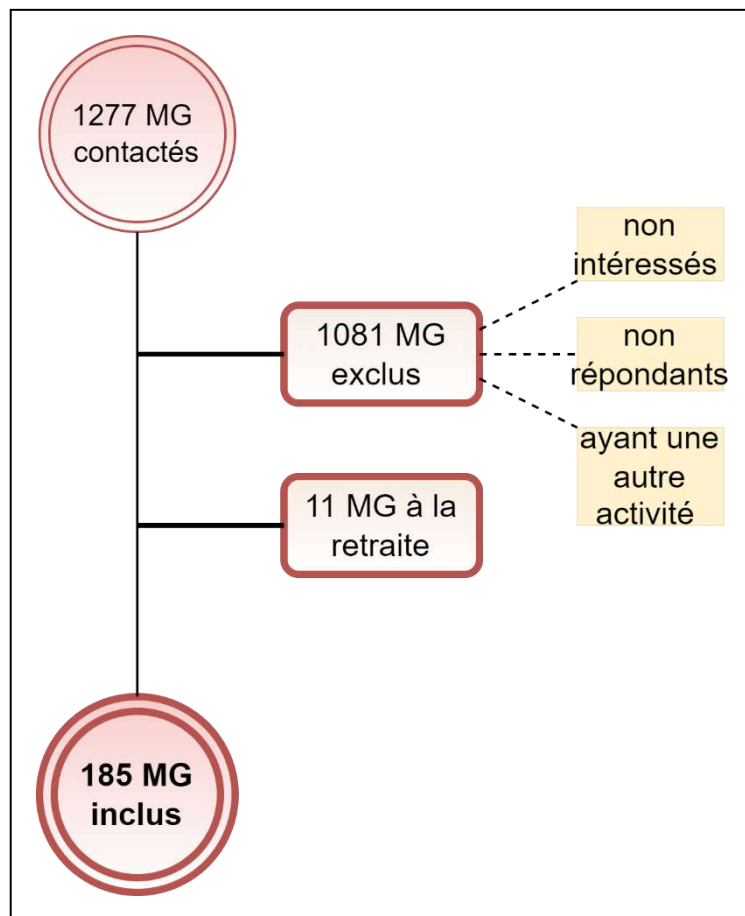 1277 MG
contactés
non
intéressés
1081 MG
exclus
non
répondants
ayant une
autre
activité
11 MG à la
retraite
185 MG
inclus